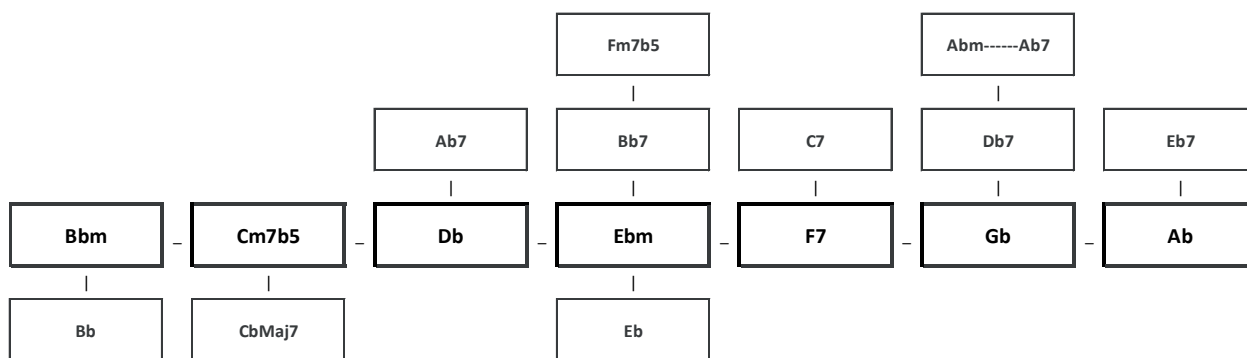 Fm7b5 Abm------Ab7
| |
Ab7 Bb7 C7 Db7 Eb7
| | | | |
Bbm _ Cm7b5 _ Db _ Ebm _ F7 _ Gb _ Ab
| | |
Bb CbMaj7 Eb